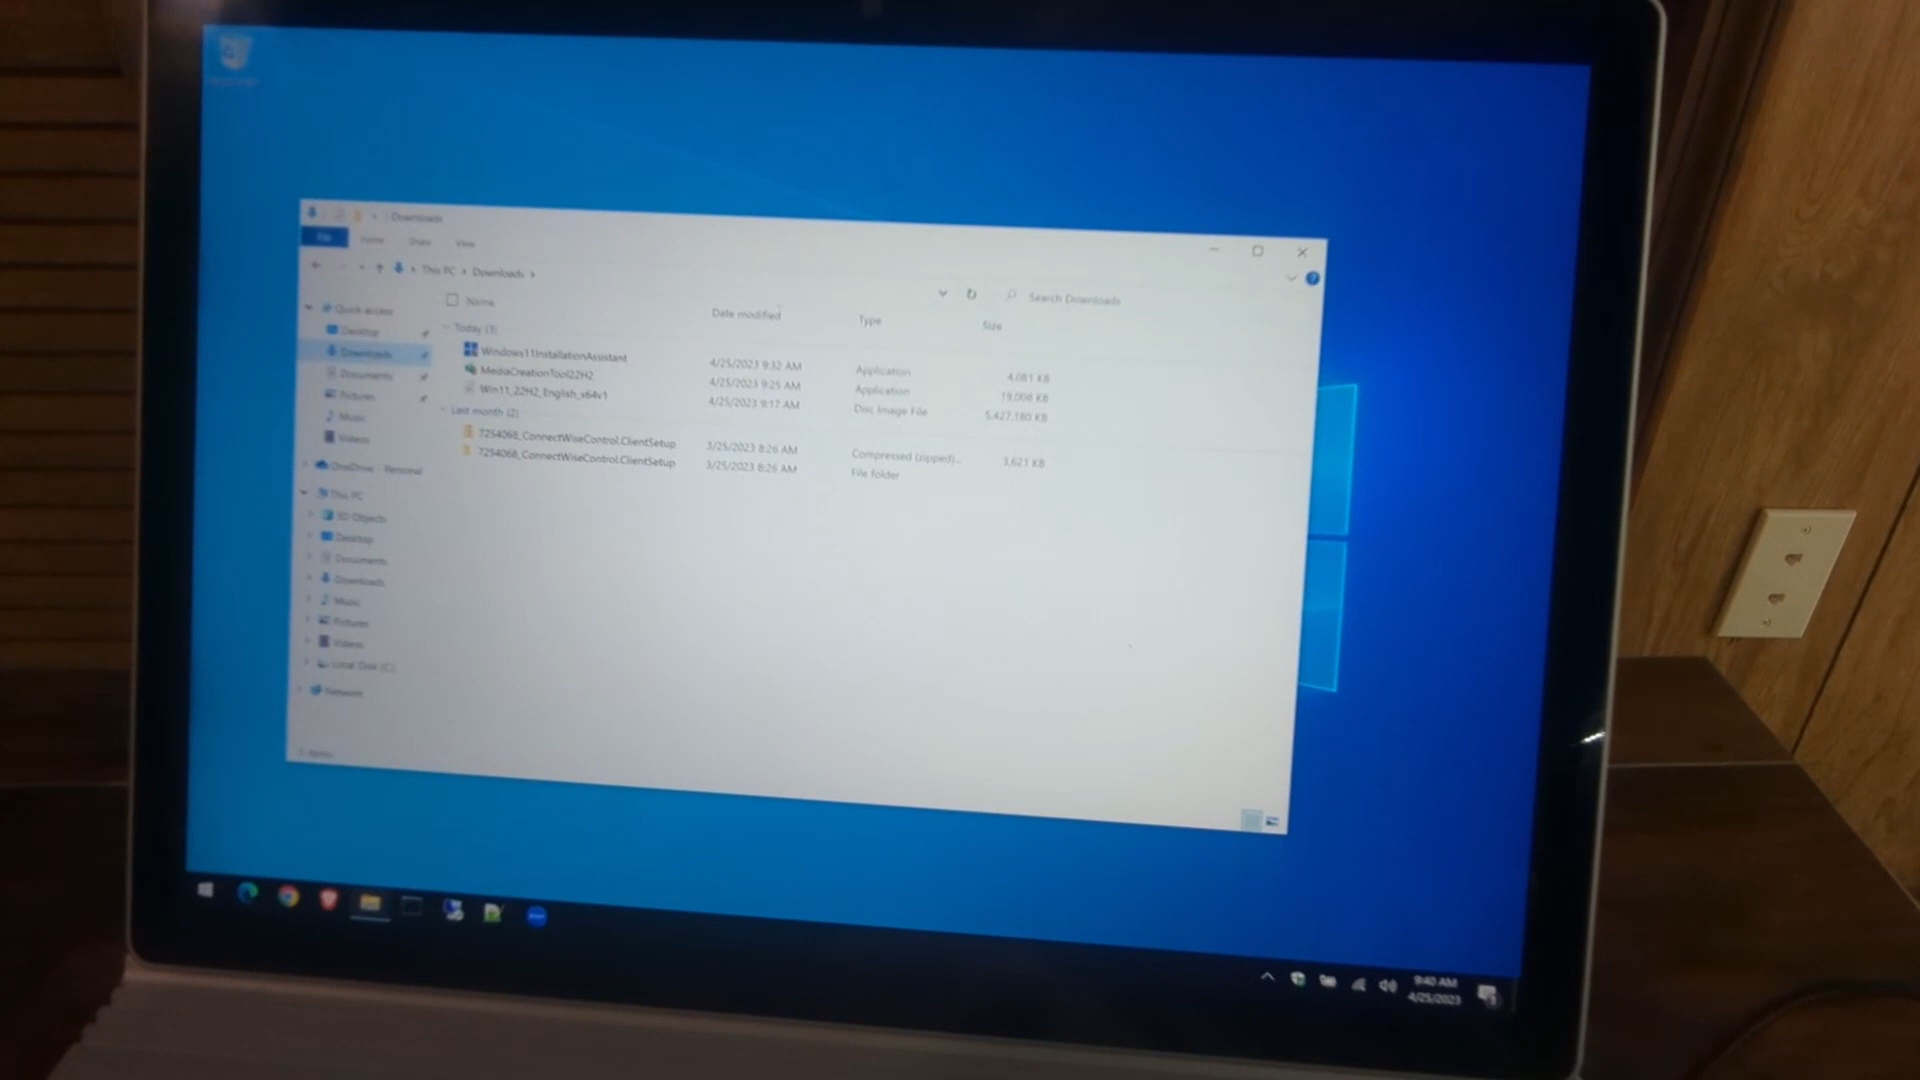 Downloads
File Home Share View
This PC > Downloads >
Search Downloads
Name Date modified Type Size
Today (3)
Windows11InstallationAssistant 4/25/2023 9:32 AM Application 4,081 KB
MediaCreationTool22H2 4/25/2023 9:25 AM Application 19,008 KB
Win11_22H2_English_x64v1 4/25/2023 9:17 AM Disc Image File 5,427,180 KB
Last month (2)
7254068_ConnectWiseControl.ClientSetup 3/25/2023 8:26 AM Compressed (zipped)... 3,621 KB
7254068_ConnectWiseControl.ClientSetup 3/25/2023 8:26 AM File folder
Quick access
Desktop
Downloads
Documents
Pictures
Music
Videos
OneDrive - Personal
This PC
3D Objects
Desktop
Documents
Downloads
Music
Pictures
Videos
Local Disk (C:)
Network
9:40 AM
4/25/2023